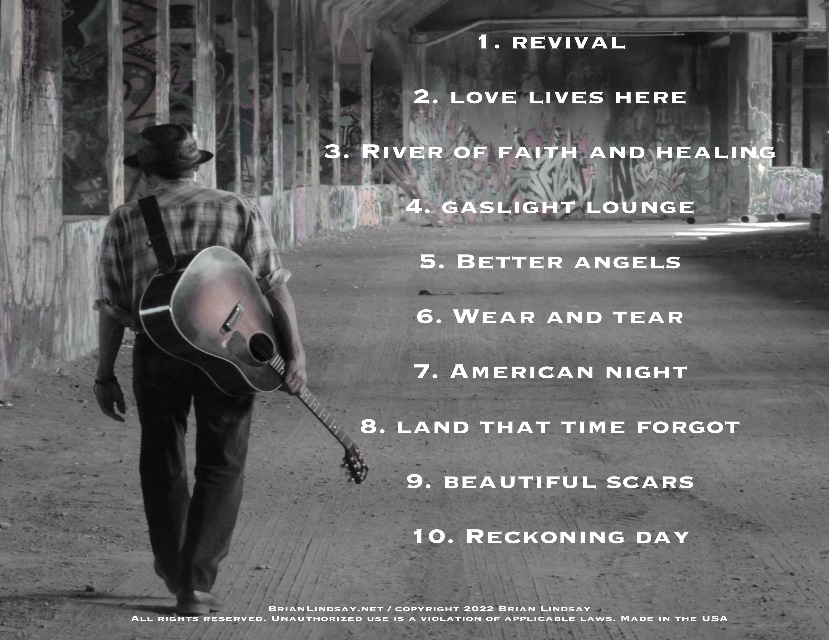 1. REVIVAL
2. LOVE LIVES HERE
3. RIVER OF FAITH AND HEALING
4. GASLIGHT LOUNGE
5. BETTER ANGELS
6. WEAR AND TEAR
7. AMERICAN NIGHT
8. LAND THAT TIME FORGOT
9. BEAUTIFUL SCARS
10. RECKONING DAY
BRIANLINDSAY.NET / COPYRIGHT 2022 BRIAN LINDSAY
ALL RIGHTS RESERVED. UNAUTHORIZED USE IS A VIOLATION OF APPLICABLE LAWS. MADE IN THE USA